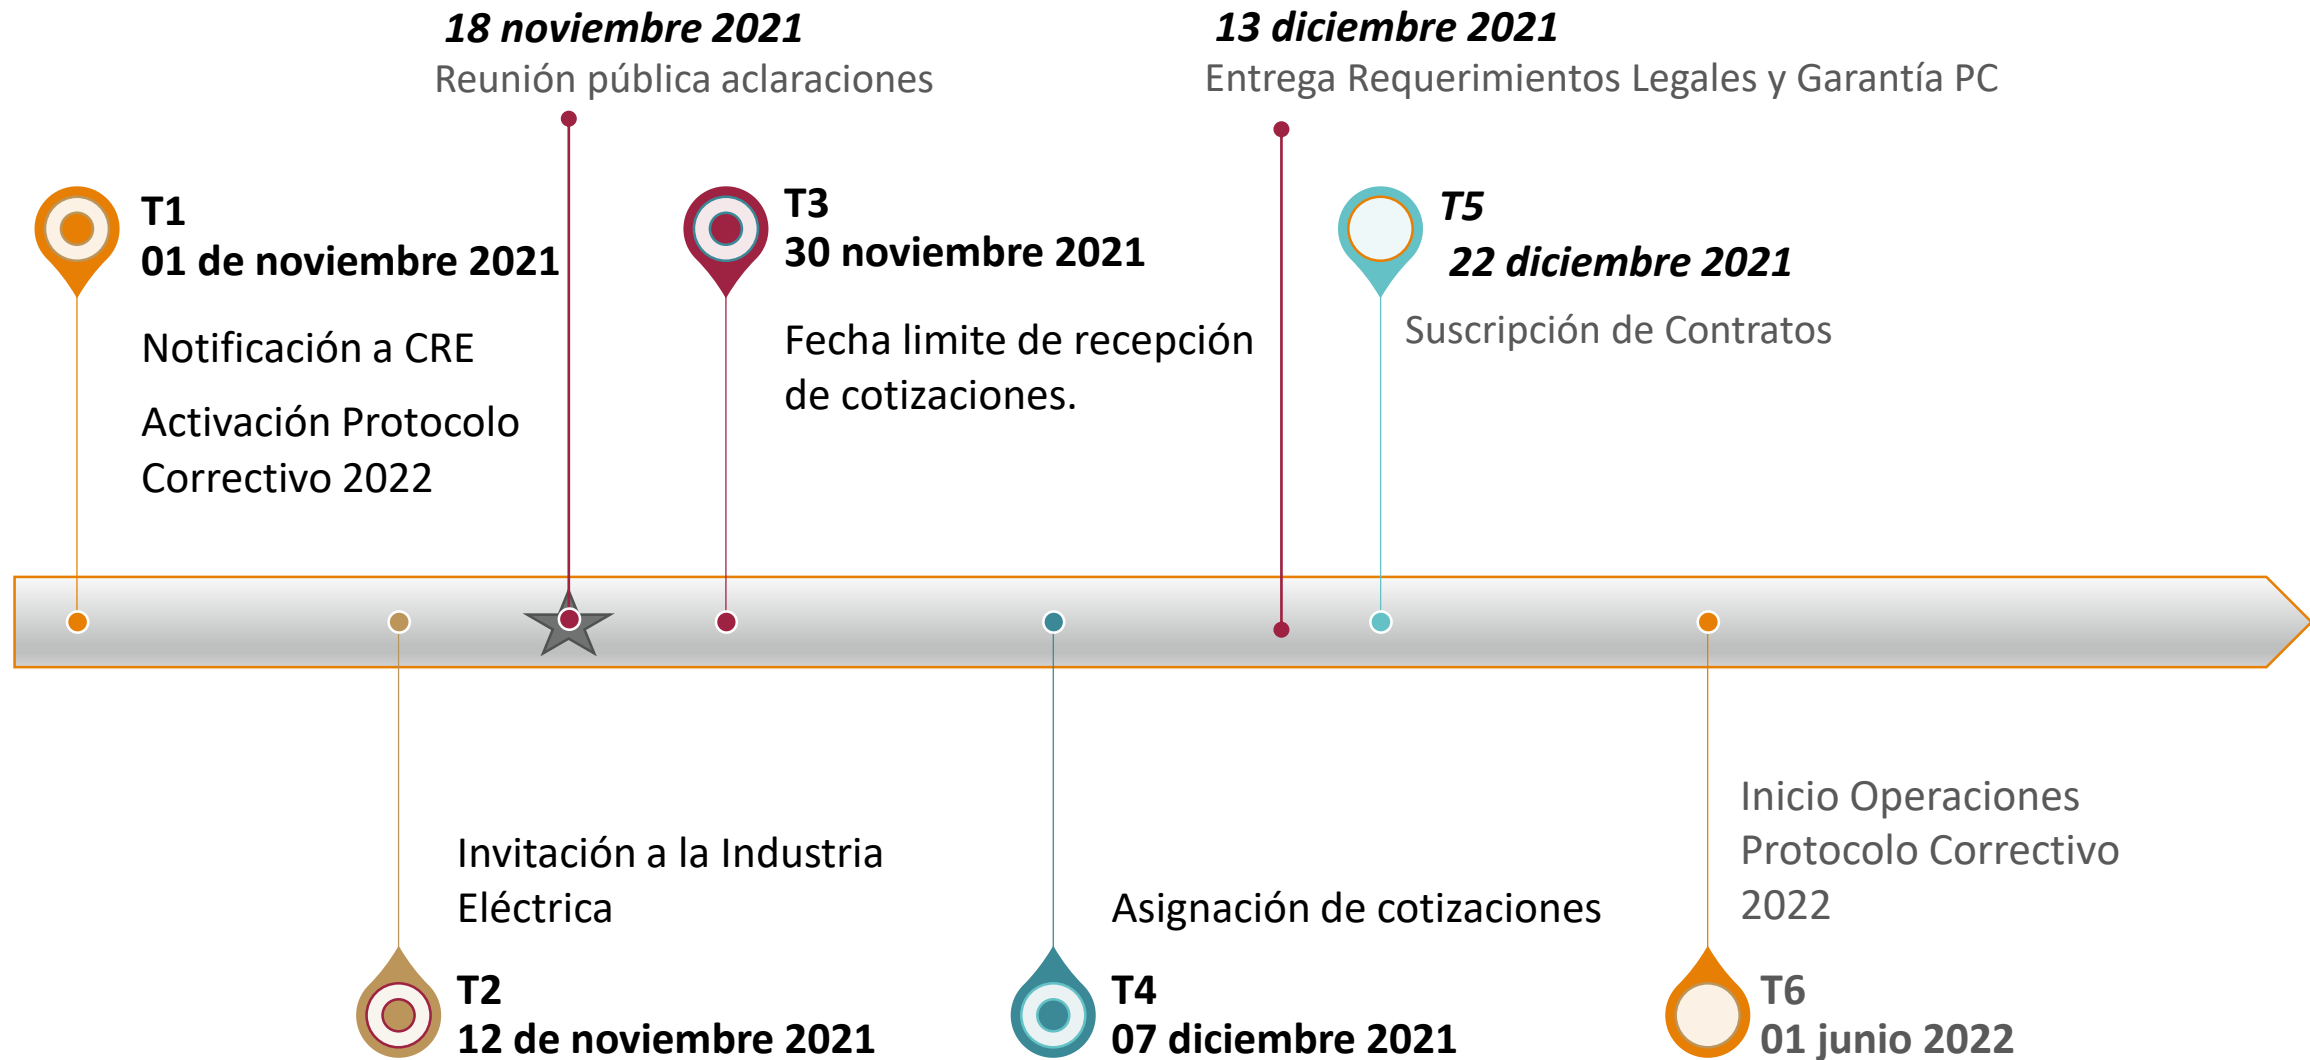 18 noviembre 2021
Reunión pública aclaraciones
13 diciembre 2021
Entrega Requerimientos Legales y Garantía PC
T1
01 de noviembre 2021
Notificación a CRE
Activación Protocolo
Correctivo 2022
T3
30 noviembre 2021
Fecha limite de recepción
de cotizaciones.
T5
22 diciembre 2021
Suscripción de Contratos
Invitación a la Industria
Eléctrica
T2
12 de noviembre 2021
Asignación de cotizaciones
T4
07 diciembre 2021
Inicio Operaciones
Protocolo Correctivo
2022
T6
01 junio 2022